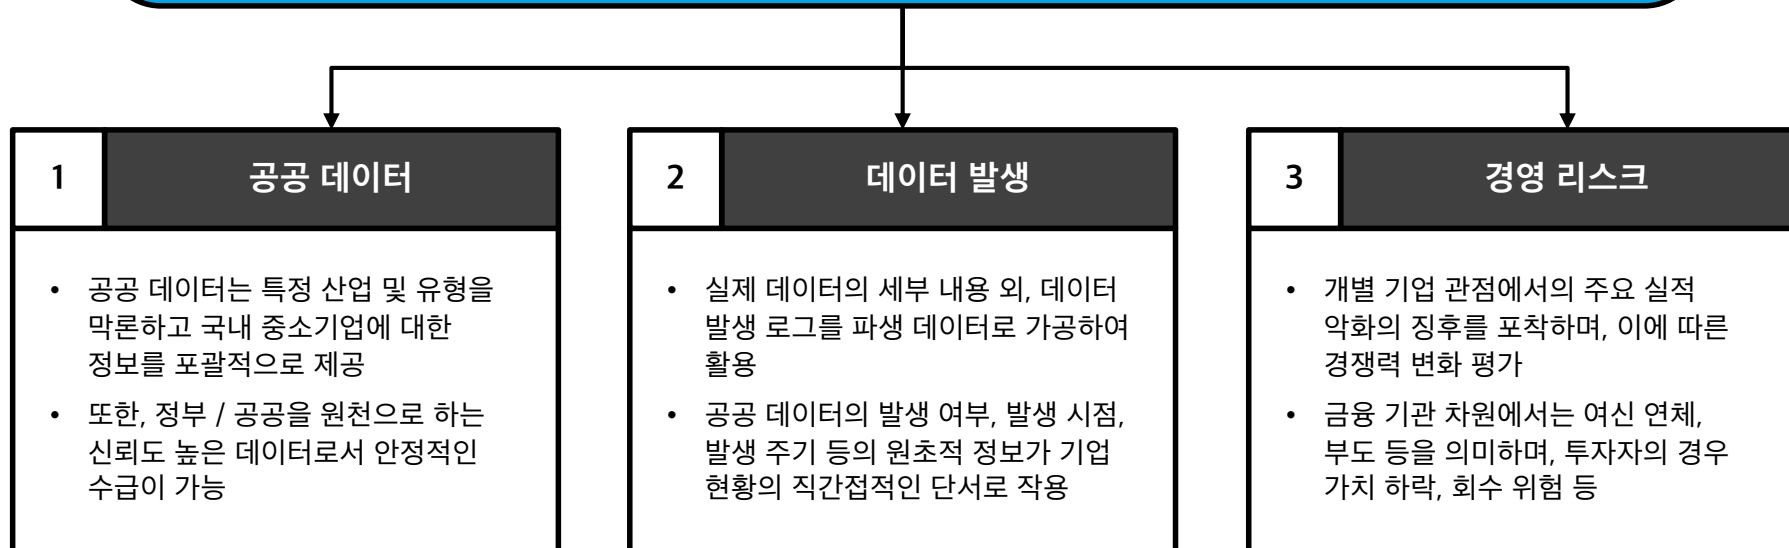 1
공공 데이터
• 공공 데이터는 특정 산업 및 유형을
막론하고 국내 중소기업에 대한
정보를 포괄적으로 제공
• 또한, 정부 / 공공을 원천으로 하는
신뢰도 높은 데이터로서 안정적인
수급이 가능
2
데이터 발생
• 실제 데이터의 세부 내용 외, 데이터
발생 로그를 파생 데이터로 가공하여
활용
• 공공 데이터의 발생 여부, 발생 시점,
발생 주기 등의 원초적 정보가 기업
현황의 직간접적인 단서로 작용
3
경영 리스크
• 개별 기업 관점에서의 주요 실적
악화의 징후를 포착하며, 이에 따른
경쟁력 변화 평가
• 금융 기관 차원에서는 여신 연체,
부도 등을 의미하며, 투자자의 경우
가치 하락, 회수 위험 등